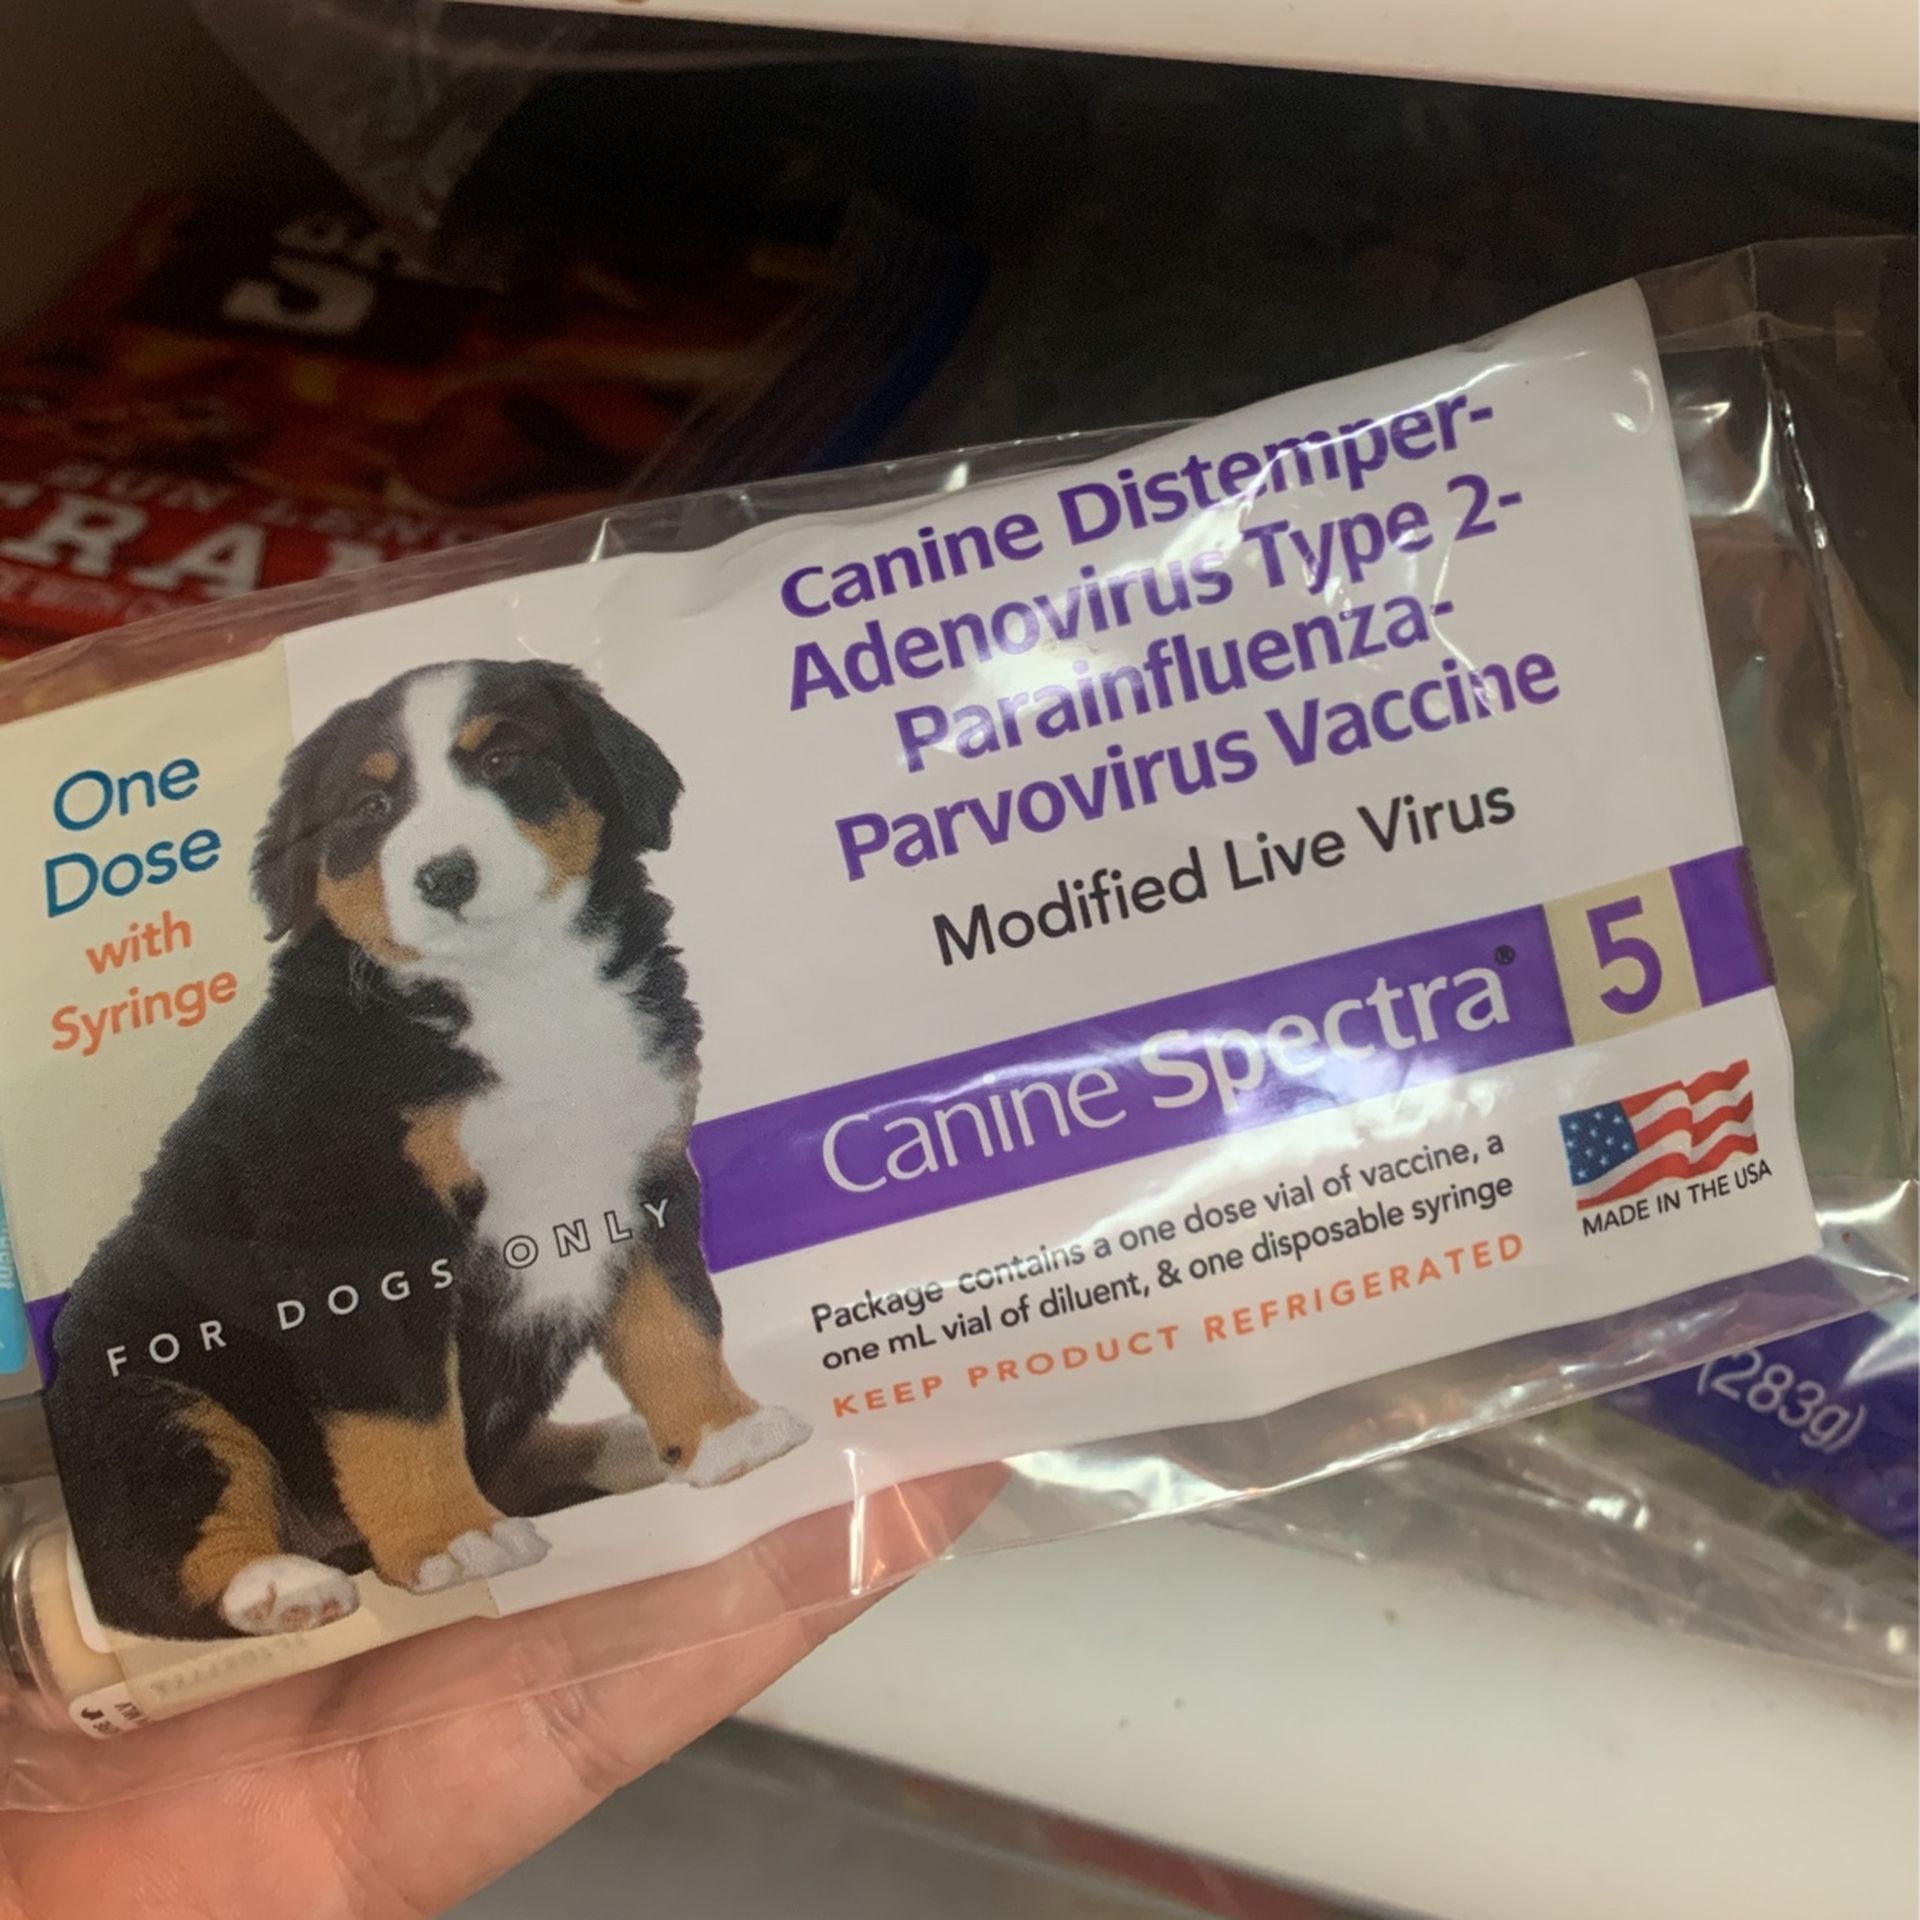 Canine Distemper-
Adenovirus Type 2-
Parainfluenza-
Parvovirus Vaccine
Modified Live Virus
Canine Spectra® 5
One
Dose
with
Syringe
FOR DOGS ONLY
Package contains a one dose vial of vaccine, a
one mL vial of diluent, & one disposable syringe
KEEP PRODUCT REFRIGERATED
MADE IN THE USA
(283g)
BUN LENG